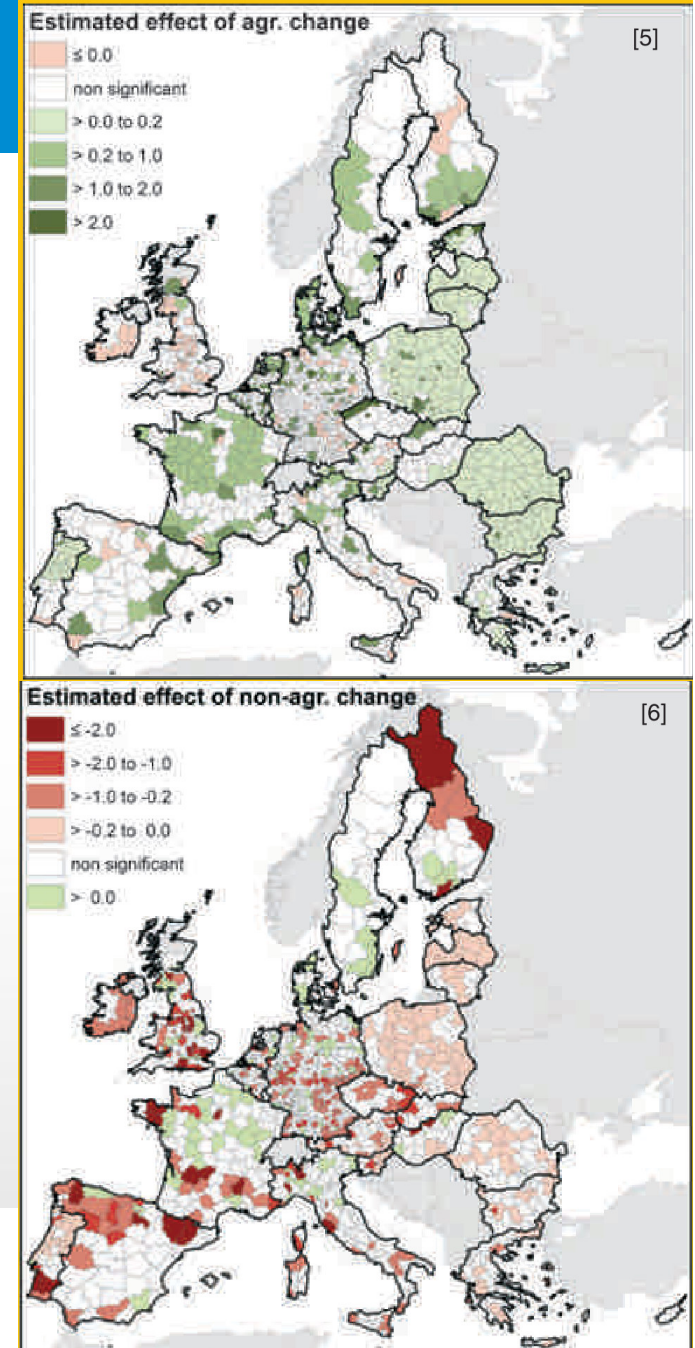 Estimated effect of agr. change
[5]
≤ 0.0
non significant
> 0.0 to 0.2
> 0.2 to 1.0
> 1.0 to 2.0
> 2.0
Estimated effect of non-agr. change
[6]
≤ -2.0
> -2.0 to -1.0
> -1.0 to -0.2
> -0.2 to 0.0
non significant
> 0.0